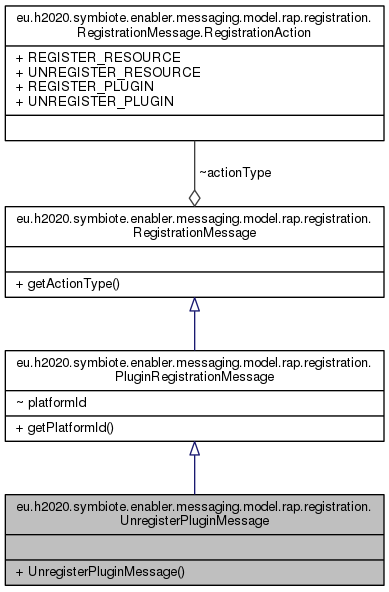 eu.h2020.symbiote.enabler.messaging.model.rap.registration.
RegistrationMessage.RegistrationAction
+ REGISTER_RESOURCE
+ UNREGISTER_RESOURCE
+ REGISTER_PLUGIN
+ UNREGISTER_PLUGIN
~actionType
eu.h2020.symbiote.enabler.messaging.model.rap.registration.
RegistrationMessage
+ getActionType()
eu.h2020.symbiote.enabler.messaging.model.rap.registration.
PluginRegistrationMessage
~ platformId
+ getPlatformId()
eu.h2020.symbiote.enabler.messaging.model.rap.registration.
UnregisterPluginMessage
+ UnregisterPluginMessage()